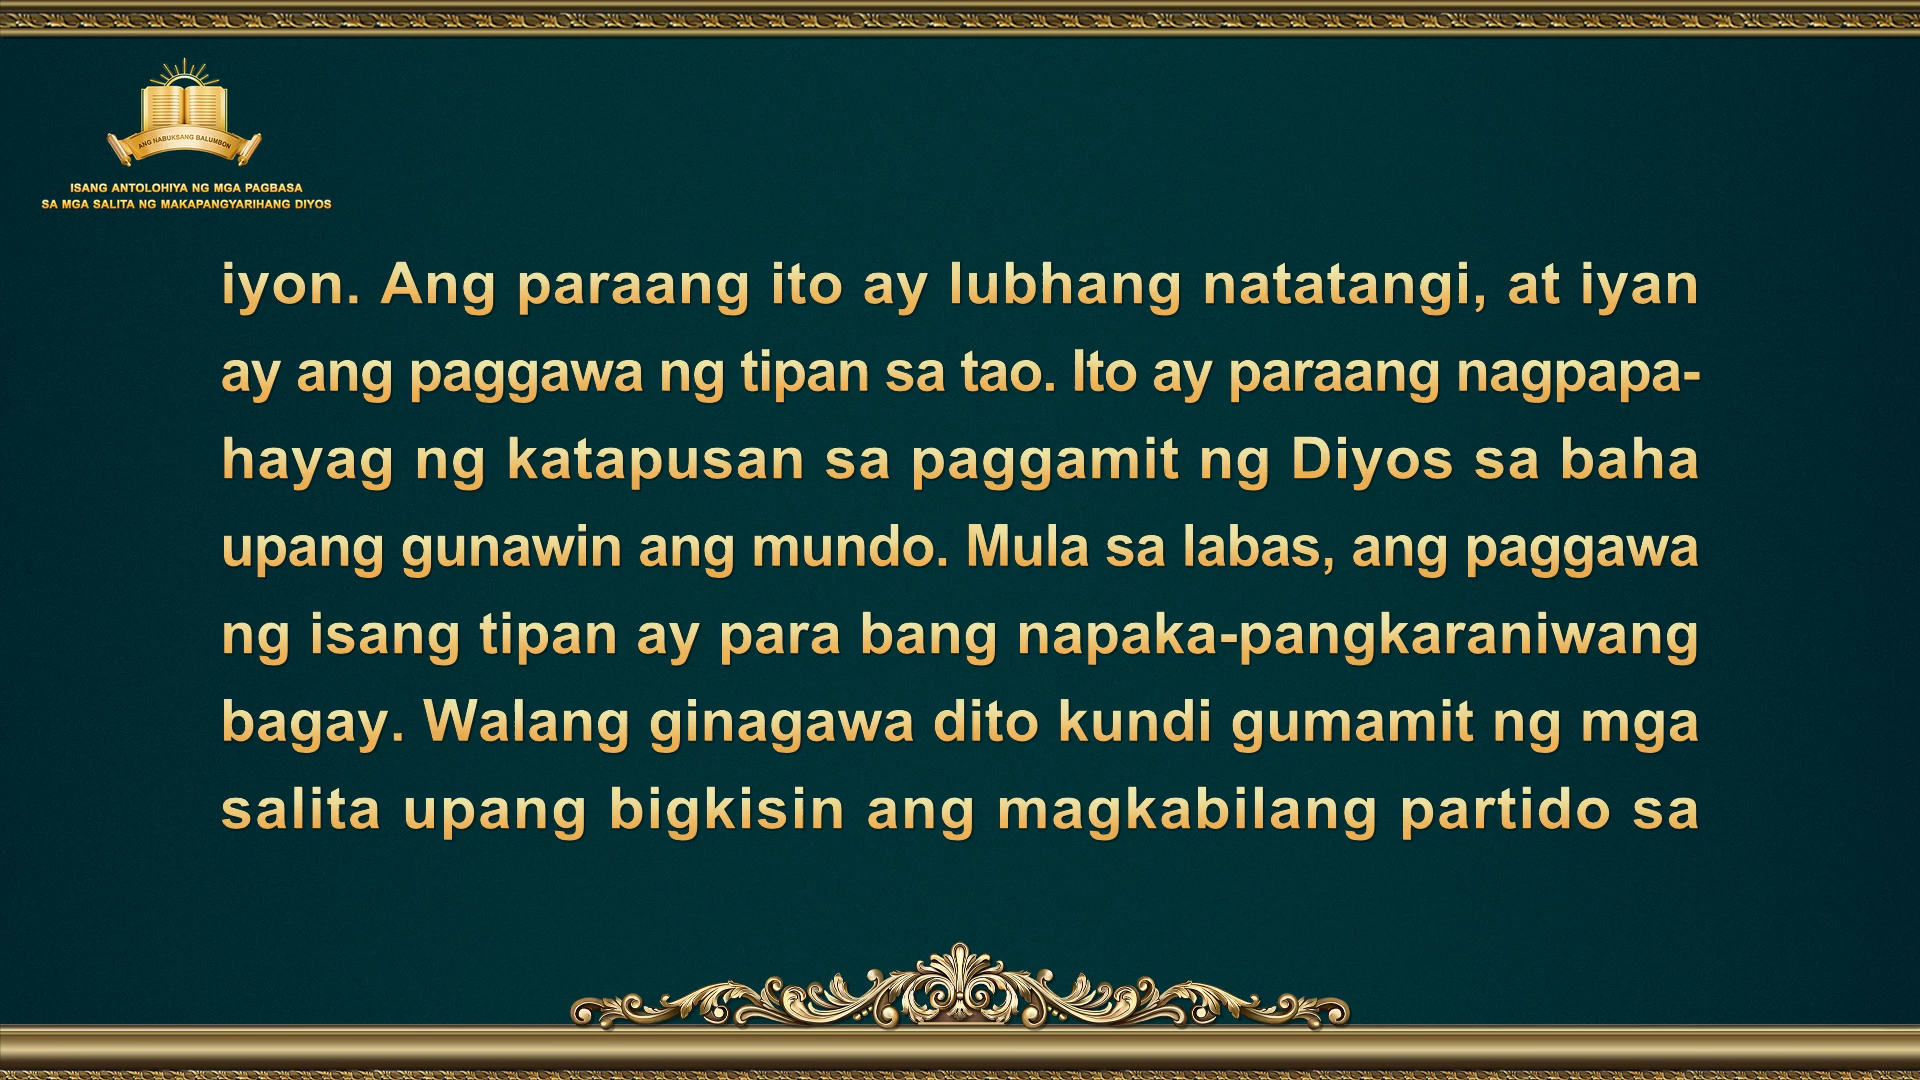 ANG NABUKSANG BALUMBON
ISANG ANTOLOHIYA NG MGA PAGBASA
SA MGA SALITA NG MAKAPANGYARIHANG DIYOS
iyon. Ang paraang ito ay lubhang natatangi, at iyan
ay ang paggawa ng tipan sa tao. Ito ay paraang nagpapa-
hayag ng katapusan sa paggamit ng Diyos sa baha
upang gunawin ang mundo. Mula sa labas, ang paggawa
ng isang tipan ay para bang napaka-pangkaraniwang
bagay. Walang ginagawa dito kundi gumamit ng mga
salita upang bigkisin ang magkabilang partido sa